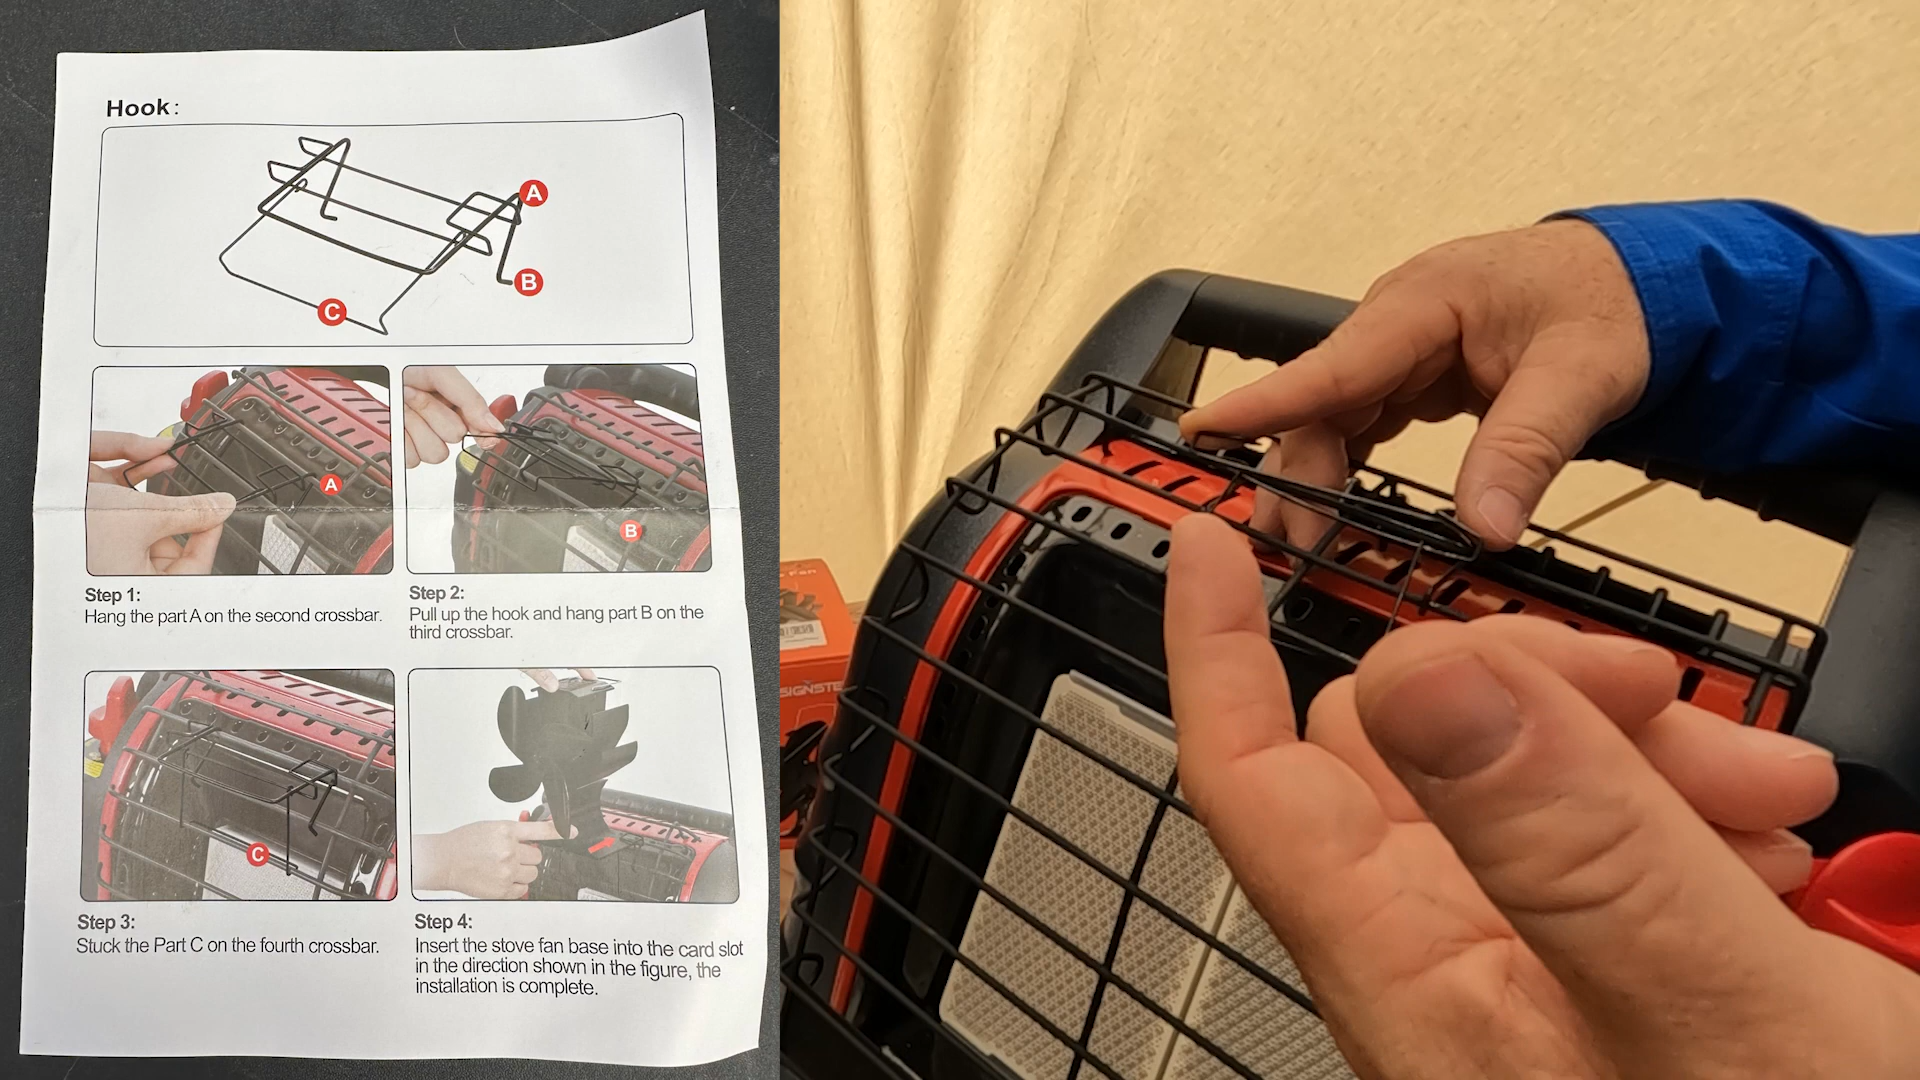 Hook:
A
B
C
A
B
Step 1:
Hang the part A on the second crossbar.
Step 2:
Pull up the hook and hang part B on the
third crossbar.
C
Step 3:
Stuck the Part C on the fourth crossbar.
Step 4:
Insert the stove fan base into the card slot
in the direction shown in the figure, the
installation is complete.
Fan
SIGNSTE